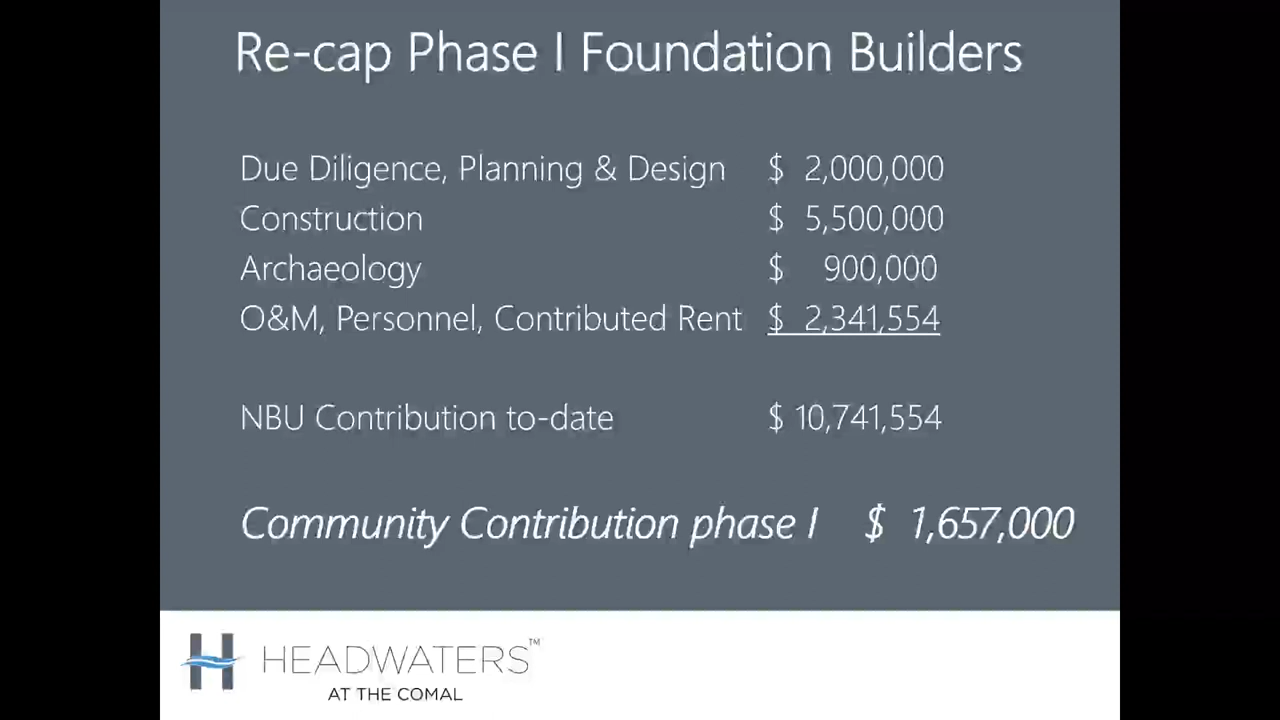 Re-cap Phase I Foundation Builders
Due Diligence, Planning & Design $ 2,000,000
Construction $ 5,500,000
Archaeology $ 900,000
O&M, Personnel, Contributed Rent $ 2,341,554
NBU Contribution to-date $ 10,741,554
Community Contribution phase I $ 1,657,000
HEADWATERS™
AT THE COMAL